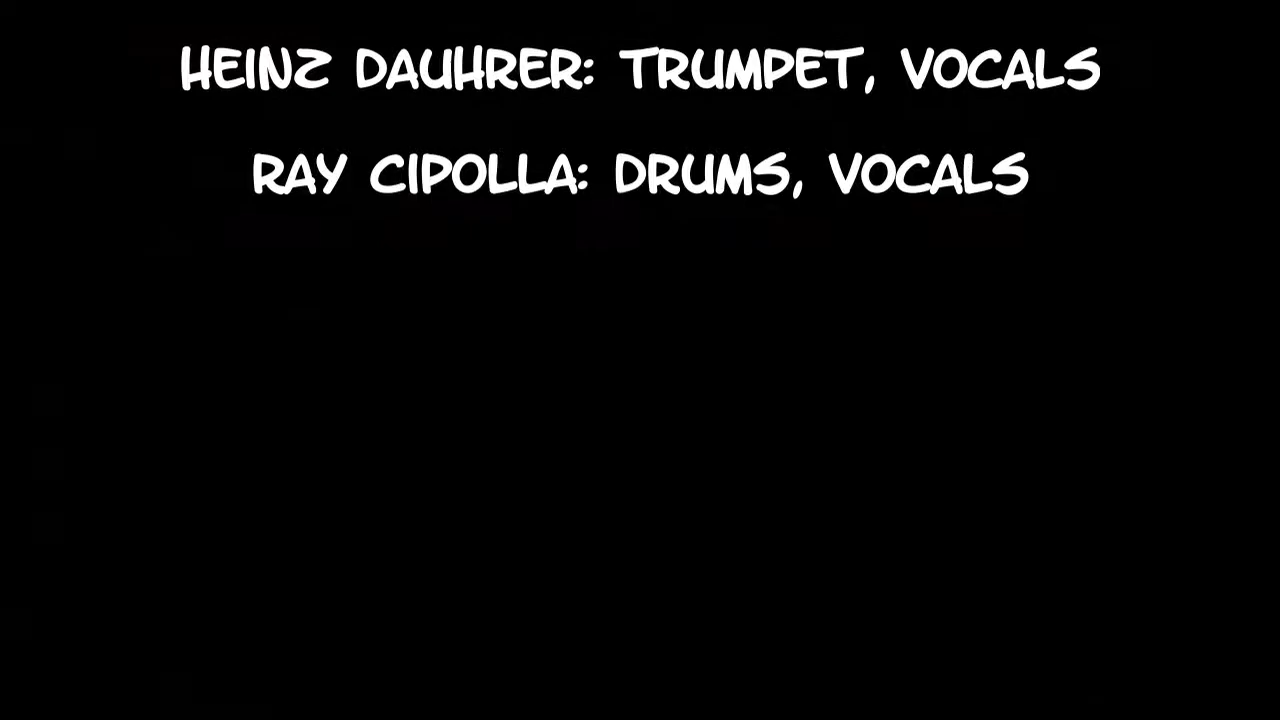 HEINZ DAUHRER: TRUMPET, VOCALS
RAY CIPOLLA: DRUMS, VOCALS